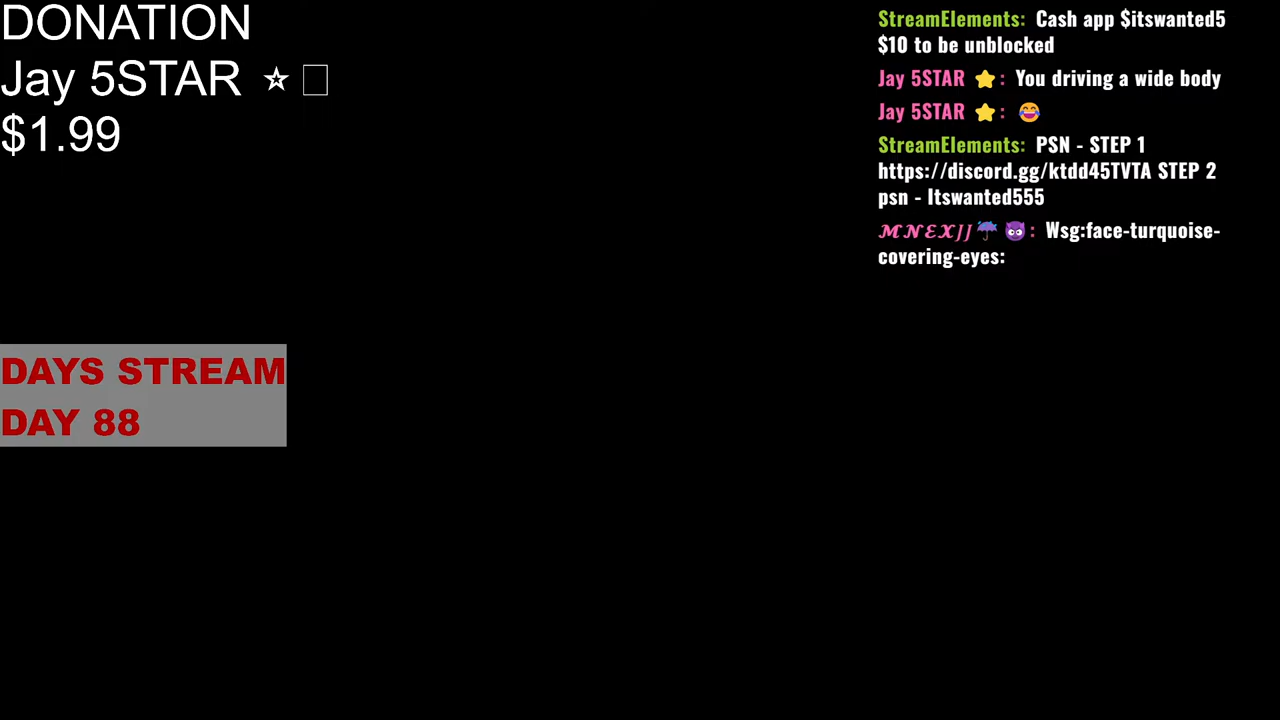 DONATION
Jay 5STAR ☆ □
$1.99
StreamElements: Cash app $itswanted5
$10 to be unblocked
Jay 5STAR ⭐: You driving a wide body
Jay 5STAR ⭐: 😂
StreamElements: PSN - STEP 1
https://discord.gg/ktdd45TVTA STEP 2
psn - Itswanted555
𝓜𝓝𝓔𝓧𝐽𝐽☔😈: Wsg:face-turquoise-
covering-eyes:
DAYS STREAM
DAY 88